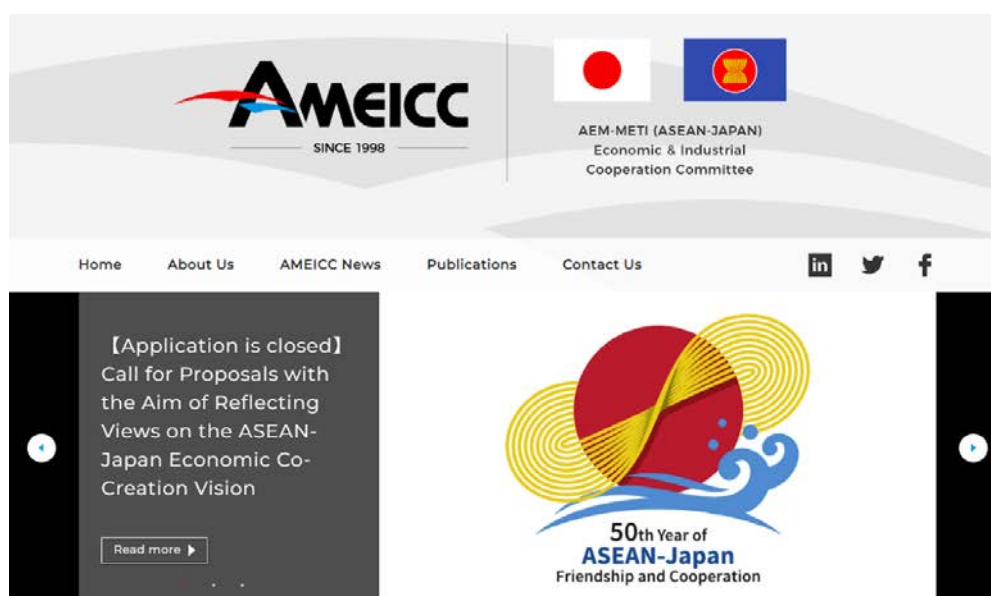 AMEICC
SINCE 1998
AEM-METI (ASEAN-JAPAN)
Economic & Industrial
Cooperation Committee
Home About Us AMEICC News Publications Contact Us in f
【Application is closed】
Call for Proposals with
the Aim of Reflecting
Views on the ASEAN-
Japan Economic Co-
Creation Vision
Read more
50th Year of
ASEAN-Japan
Friendship and Cooperation